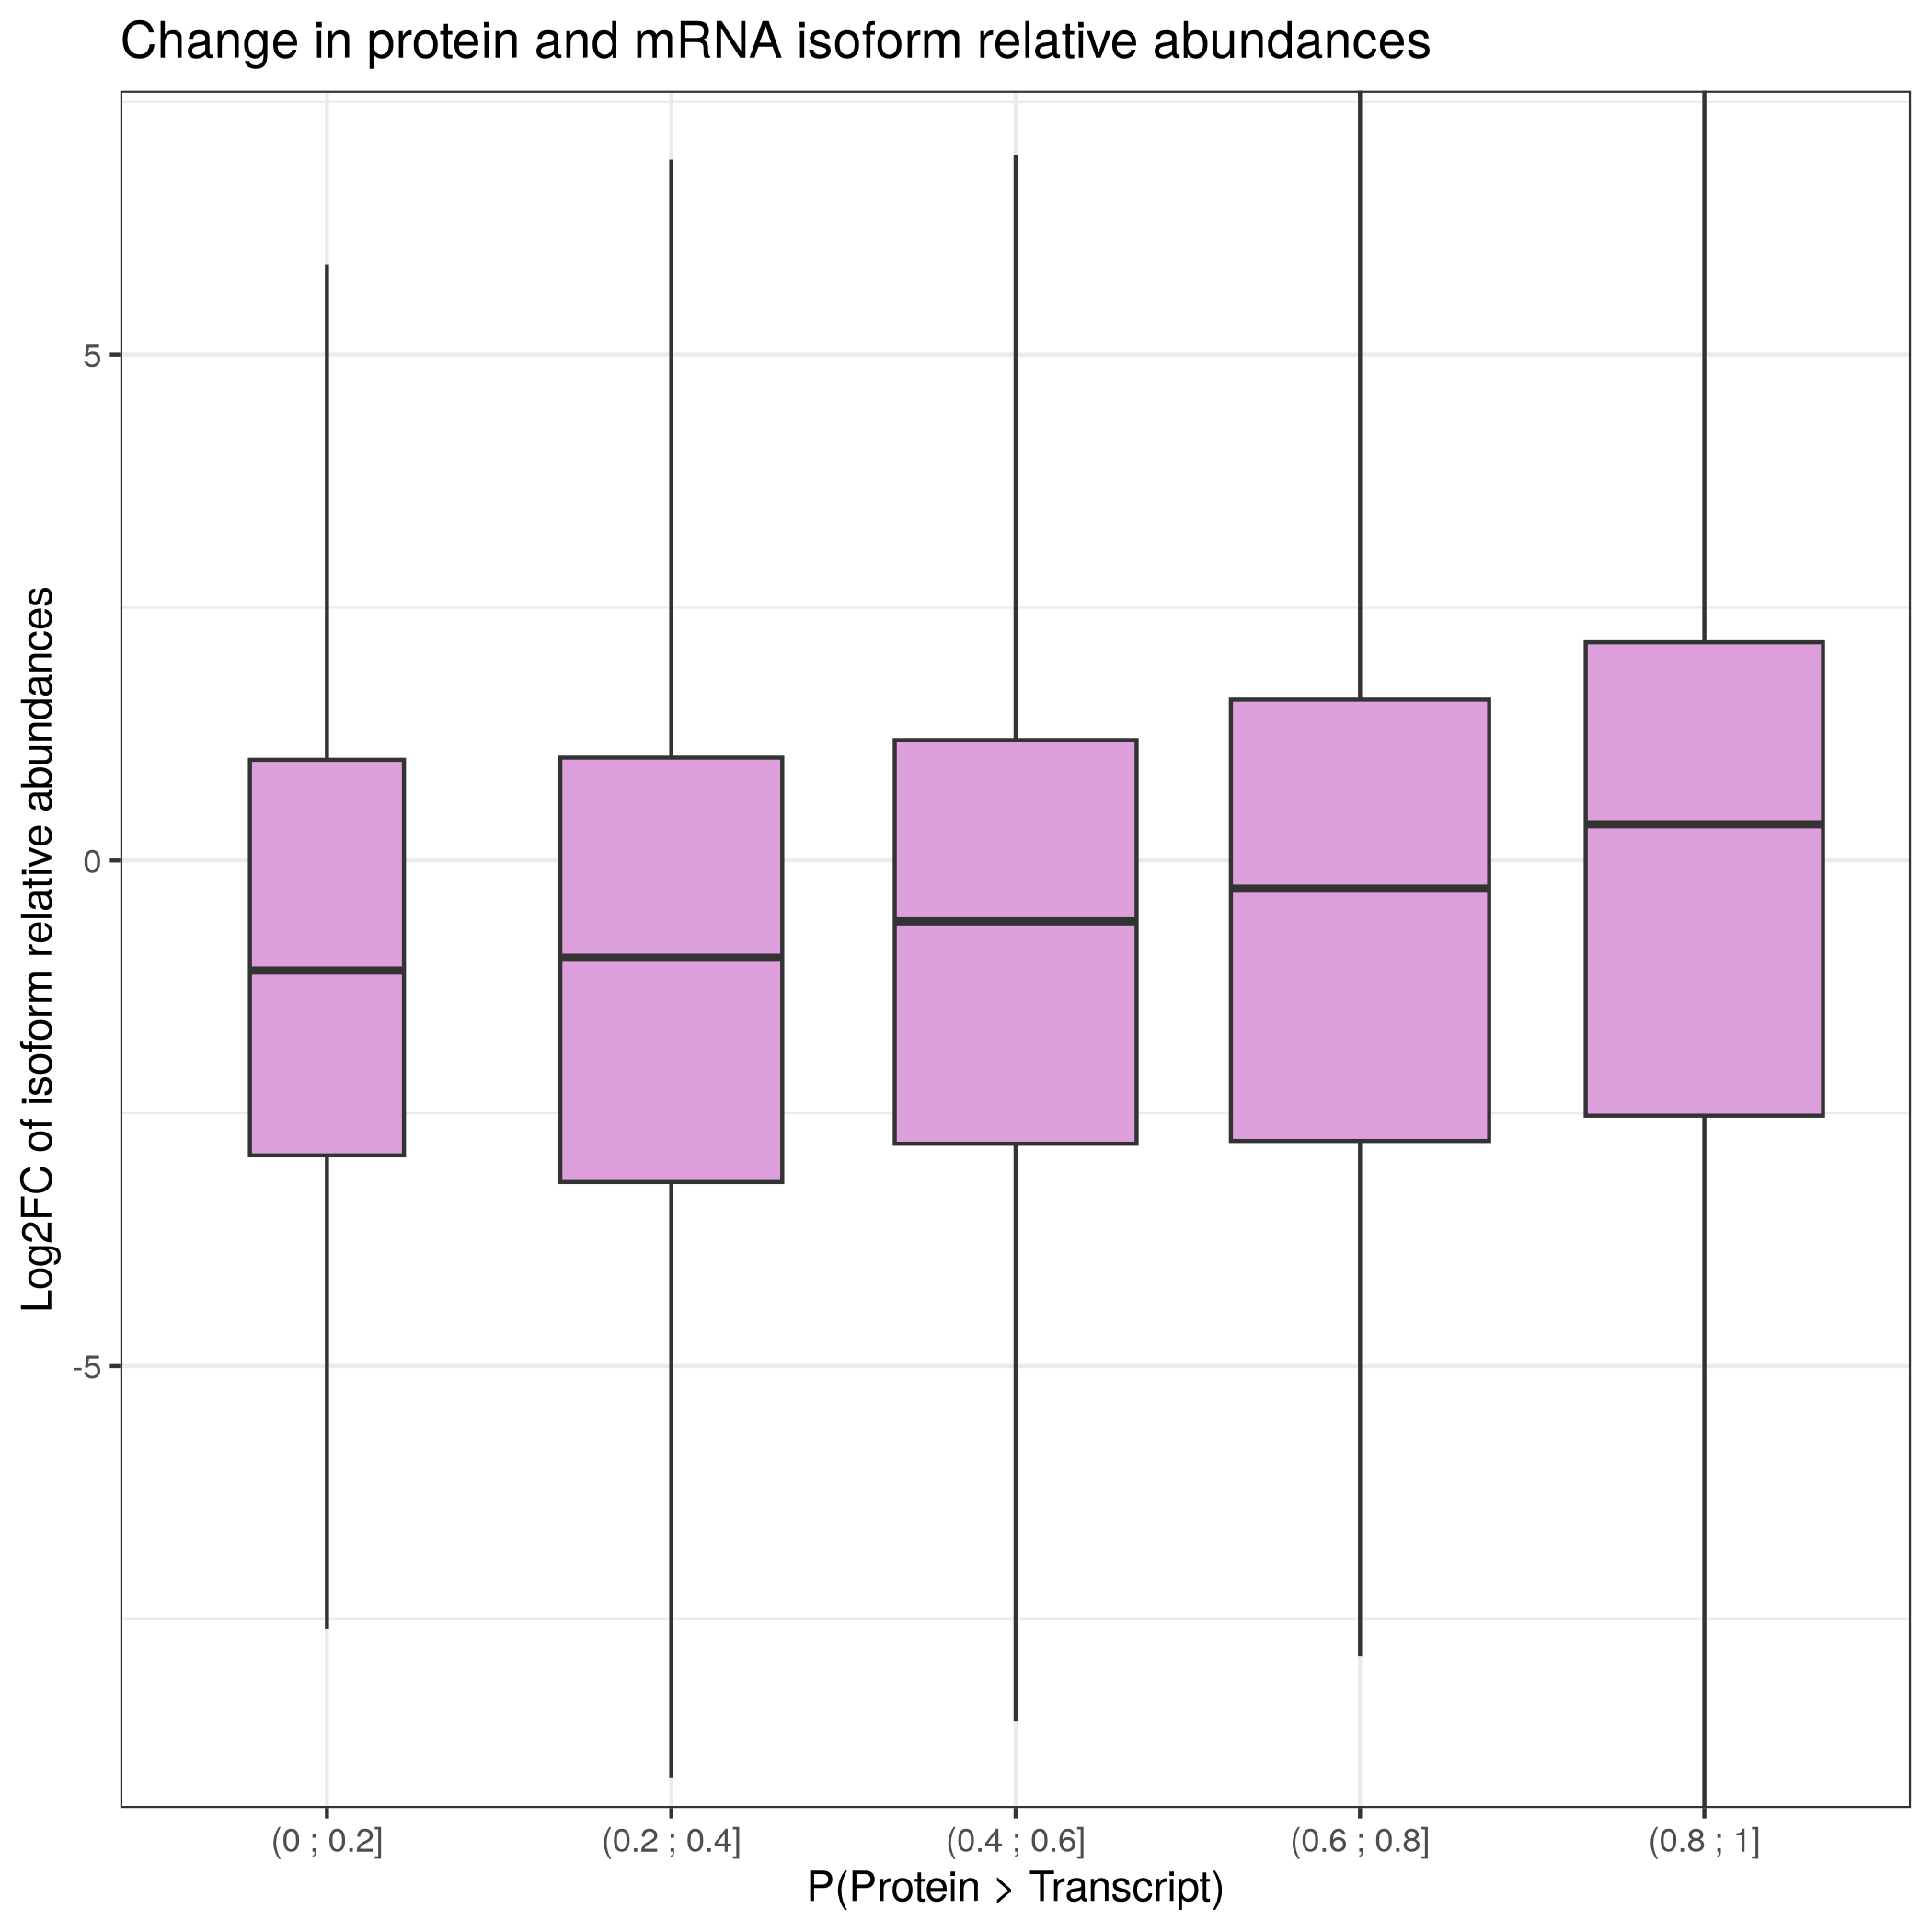 Change in protein and mRNA isoform relative abundances
Log2FC of isoform relative abundances
5
0
-5
(0 ; 0.2]
(0.2 ; 0.4]
(0.4 ; 0.6]
(0.6 ; 0.8]
(0.8 ; 1]
P(Protein > Transcript)